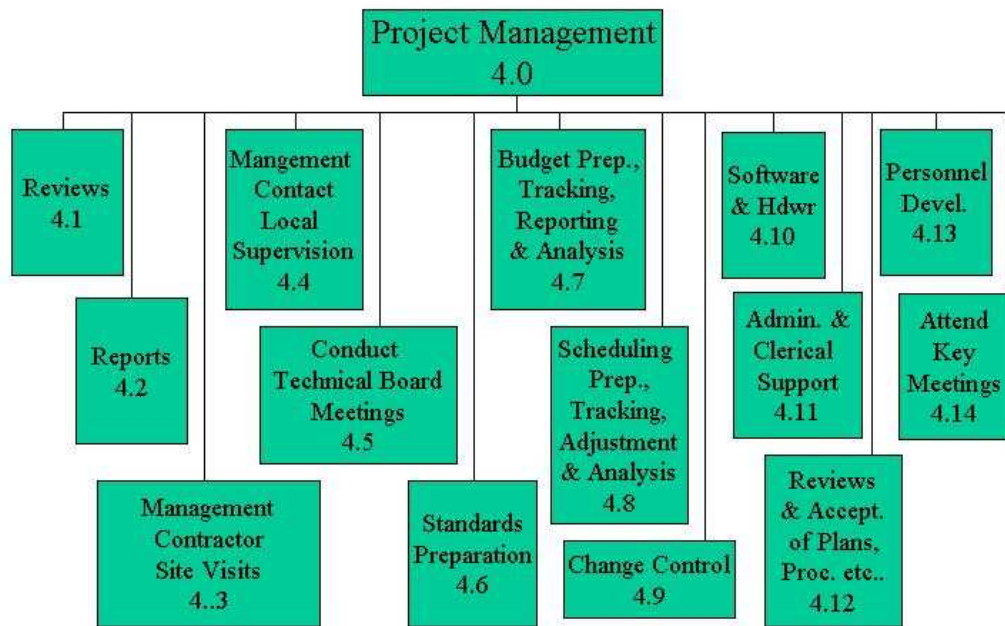 Project Management
4.0
Reviews
4.1
Reports
4.2
Management
Contractor
Site Visits
4..3
Mangement
Contact
Local
Supervision
4.4
Conduct
Technical Board
Meetings
4.5
Standards
Preparation
4.6
Budget Prep.,
Tracking,
Reporting
& Analysis
4.7
Scheduling
Prep.,
Tracking,
Adjustment
& Analysis
4.8
Change Control
4.9
Software
& Hdwr
4.10
Admin. &
Clerical
Support
4.11
Reviews
& Accept.
of Plans,
Proc. etc..
4.12
Personnel
Devel.
4.13
Attend
Key
Meetings
4.14